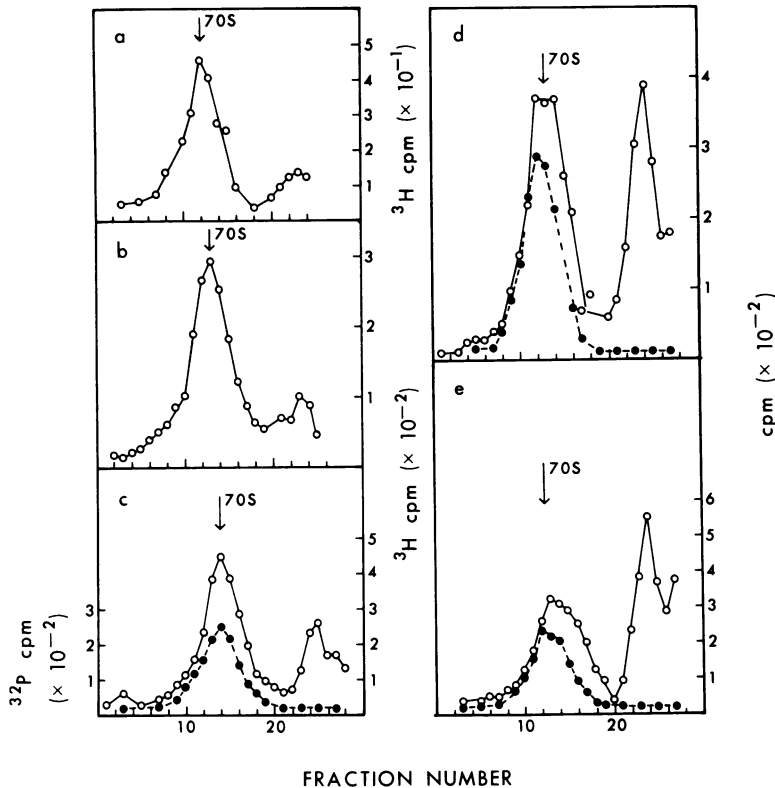 a
70S
5
4
3
2
1
³H cpm (× 10⁻¹)
b
70S
3
2
1
³H cpm (× 10⁻²)
c
70S
5
4
3
2
1
3
2
1
³²P cpm
(× 10⁻²)
10
20
d
70S
4
3
2
1
cpm (× 10⁻²)
e
70S
6
5
4
3
2
1
10
20
FRACTION NUMBER